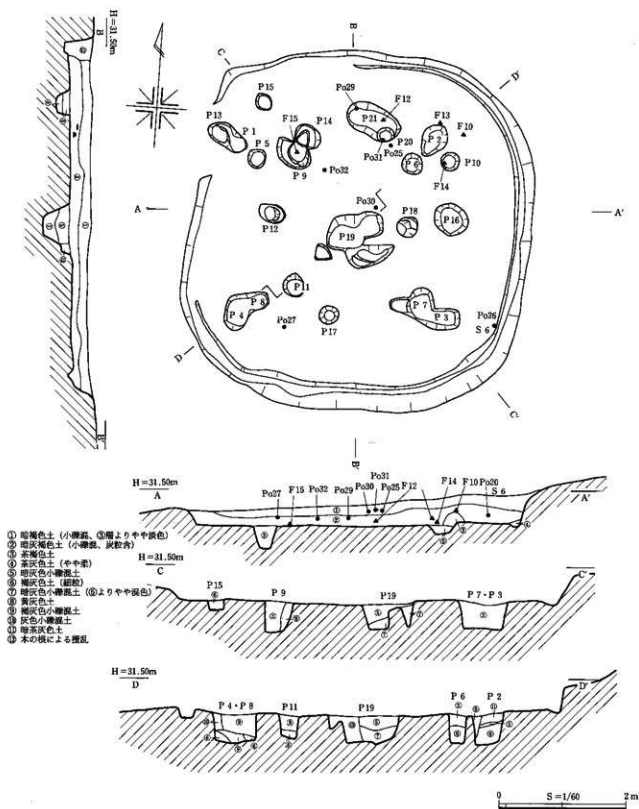 H=31.50m
B
B'
B
C
D'
P15
Po29
F12
P13
P1
F15
P14
P21
F13
F10
P5
P20
P2
Po31
Po25
P6
P10
P9
Po32
F14
A
A'
Po30
P12
P18
P16
P19
P11
P8
P4
P7
P3
Po27
P17
Po26
S6
D
C'
B'
H=31.50m
A
A'
Po27
F15
Po32
Po29
Po30
Po31
Po25
F12
F14
F10
Po20
S6
① 暗褐色土(小礫混、③層よりやや淡色)
② 暗灰褐色土(小礫混、炭粒含)
③ 茶褐色土
④ 茶灰色土(やや柔)
⑤ 暗灰色小礫混土
⑥ 褐灰色土(細粒)
⑦ 暗灰色小礫混土(⑤よりやや混色)
⑧ 黄灰色土
⑨ 褐灰色小礫混土
⑩ 灰色小礫混土
⑪ 暗茶灰色土
⑫ 木の根による攪乱
H=31.50m
C
C'
P15
P9
P19
P7・P3
H=31.50m
D
D'
P4・P8
P11
P19
P6
P2
0
S=1/60
2m